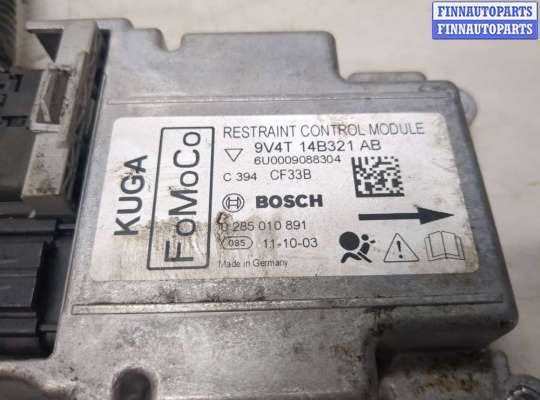 FINNAUTOPARTS
FINNAUTOPARTS
KUGA
FoMoCo
RESTRAINT CONTROL MODULE
9V4T 14B321 AB
6U0009088304
C 394 CF33B
BOSCH
0 285 010 891
085 11-10-03
Made in Germany